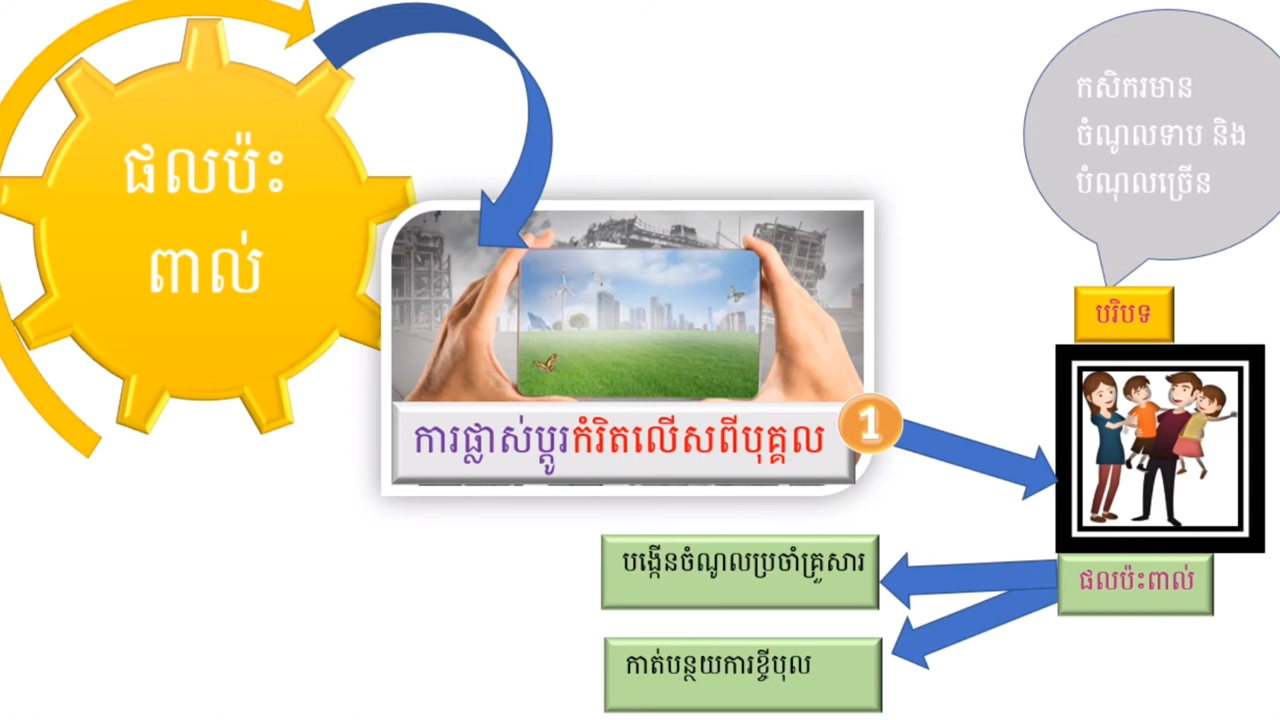 ផលប៉ះ
ពាល់
ការផ្លាស់ប្តូរកំរិតលើសពីបុគ្គល
1
កសិករមាន
ចំណូលទាប និង
បំណុលច្រើន
បរិបទ
ផលប៉ះពាល់
បង្កើនចំណូលប្រចាំគ្រួសារ
កាត់បន្ថយការខ្ចីបុល